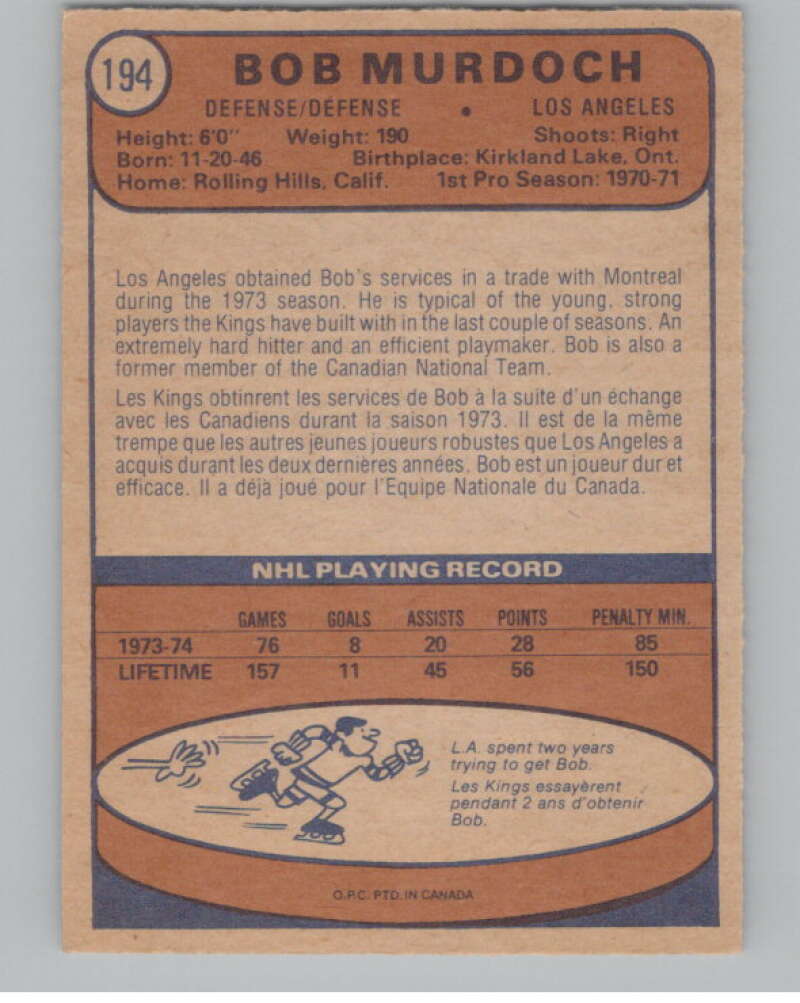 194
BOB MURDOCH
DEFENSE/DÉFENSE • LOS ANGELES
Height: 6'0" Weight: 190 Shoots: Right
Born: 11-20-46 Birthplace: Kirkland Lake, Ont.
Home: Rolling Hills, Calif. 1st Pro Season: 1970-71
Los Angeles obtained Bob's services in a trade with Montreal
during the 1973 season. He is typical of the young, strong
players the Kings have built with in the last couple of seasons. An
extremely hard hitter and an efficient playmaker. Bob is also a
former member of the Canadian National Team.
Les Kings obtinrent les services de Bob à la suite d'un échange
avec les Canadiens durant la saison 1973. Il est de la même
trempe que les autres jeunes joueurs robustes que Los Angeles a
acquis durant les deux dernières années. Bob est un joueur dur et
efficace. Il a déjà joué pour l'Equipe Nationale du Canada.
NHL PLAYING RECORD
GAMES GOALS ASSISTS POINTS PENALTY MIN.
1973-74 76 8 20 28 85
LIFETIME 157 11 45 56 150
L.A. spent two years
trying to get Bob.
Les Kings essayèrent
pendant 2 ans d'obtenir
Bob.
O.P.C. PTD. IN CANADA